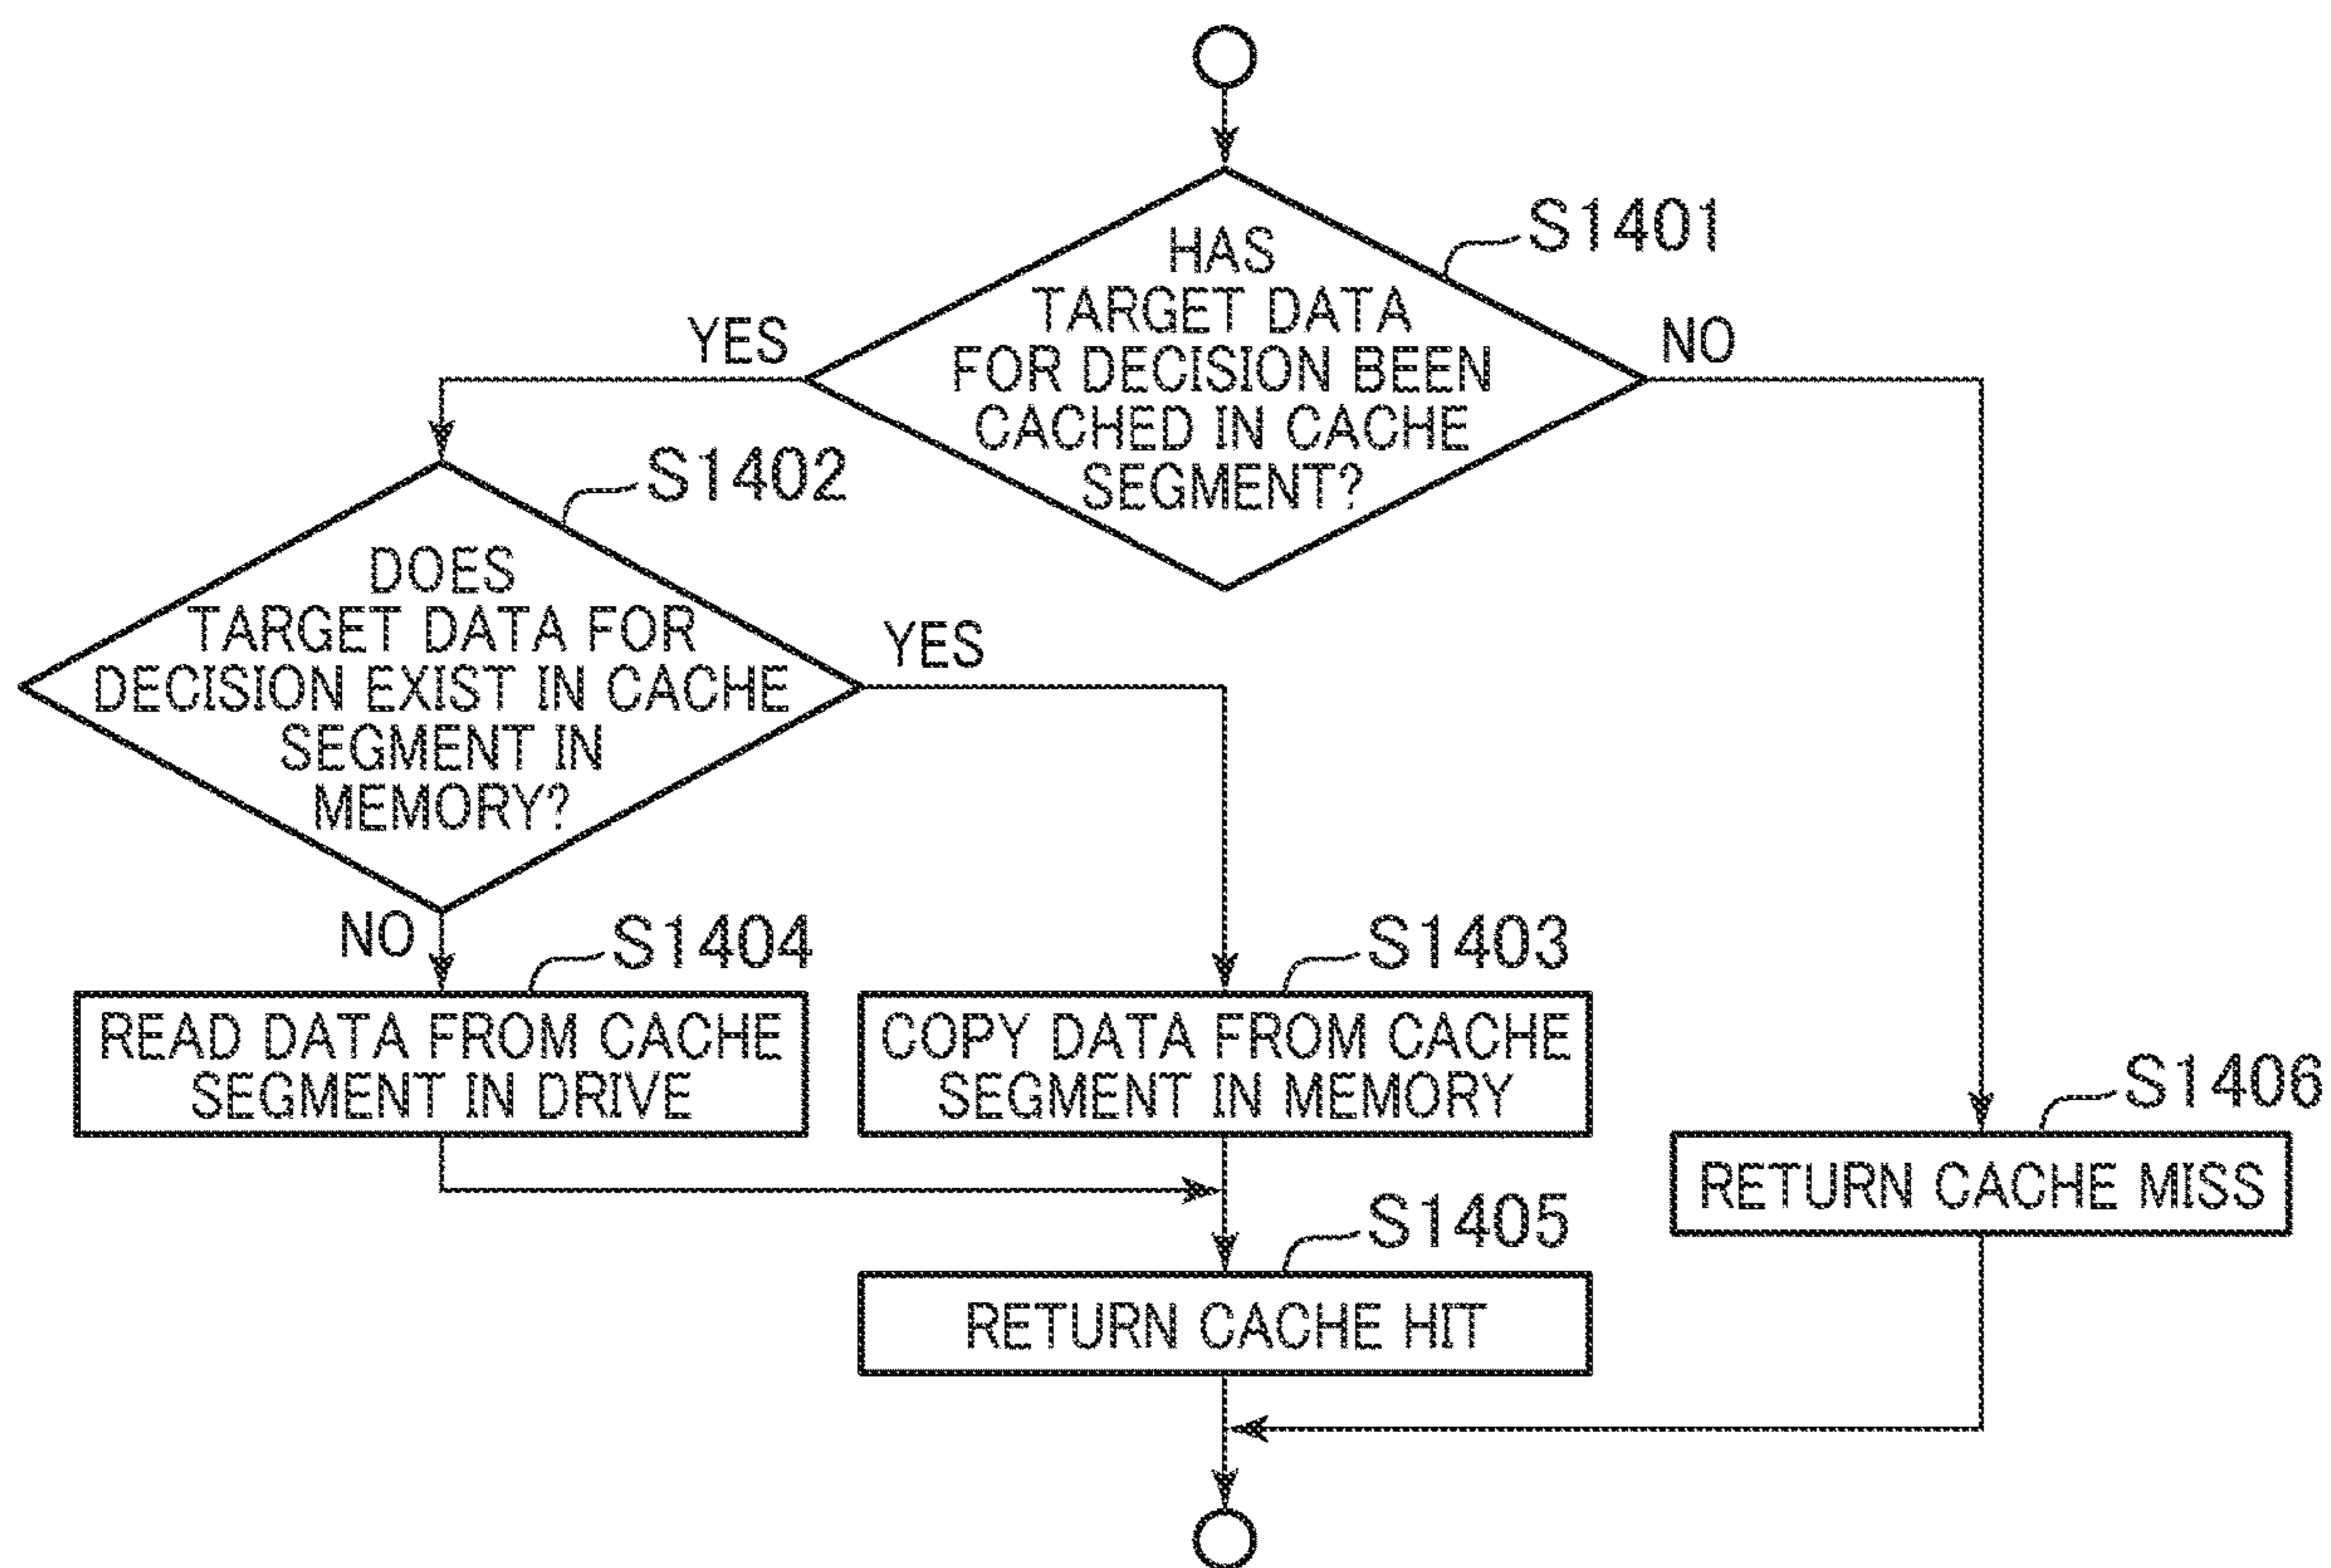 S1401
HAS
TARGET DATA
FOR DECISION BEEN
CACHED IN CACHE
SEGMENT?
YES
NO
S1402
DOES
TARGET DATA FOR
DECISION EXIST IN CACHE
SEGMENT IN
MEMORY?
YES
NO
S1404
READ DATA FROM CACHE
SEGMENT IN DRIVE
S1403
COPY DATA FROM CACHE
SEGMENT IN MEMORY
S1406
RETURN CACHE MISS
S1405
RETURN CACHE HIT